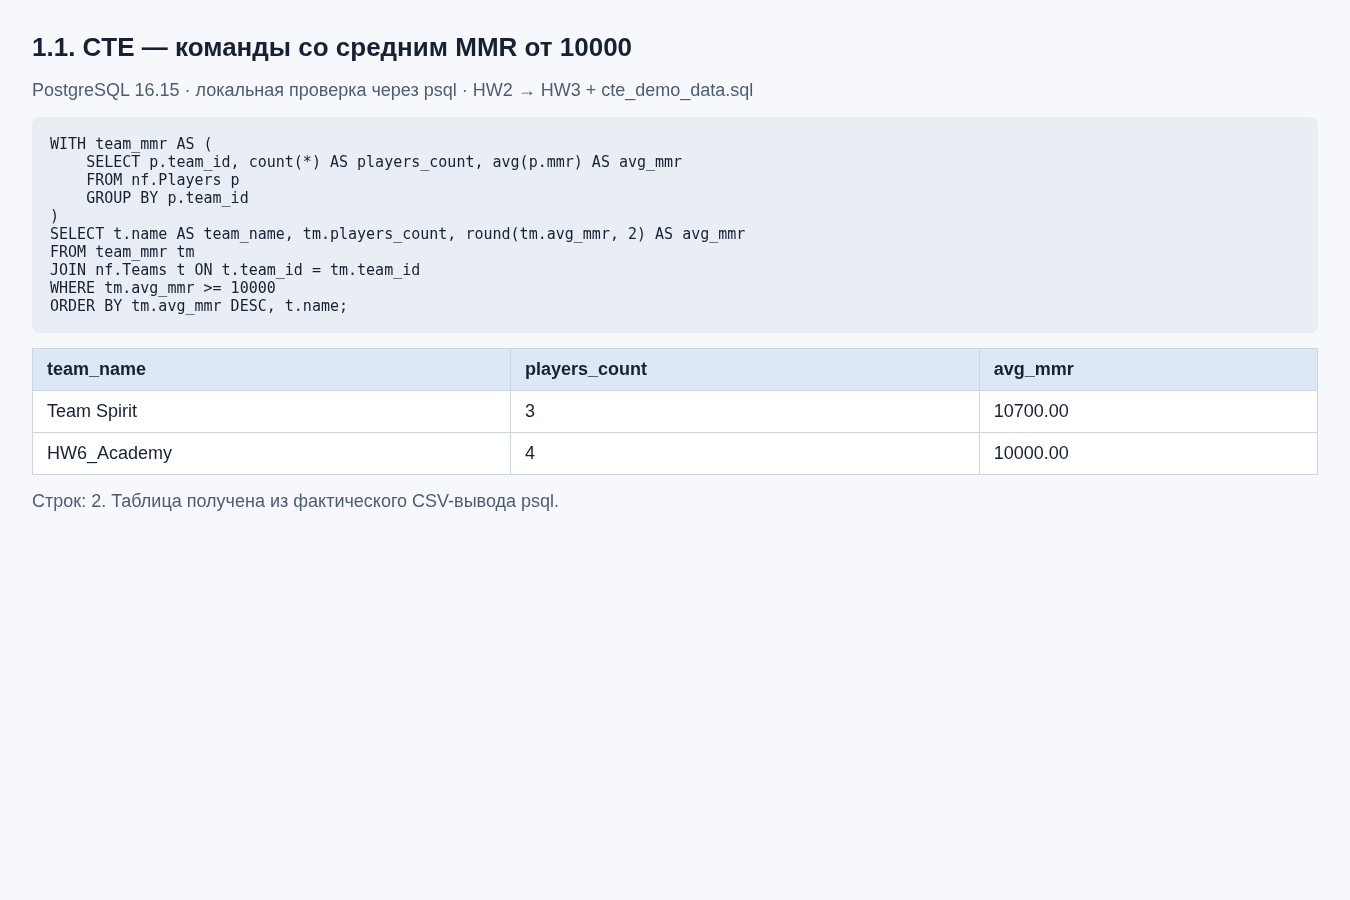 1.1. CTE — команды со средним MMR от 10000
PostgreSQL 16.15 · локальная проверка через psql · HW2 → HW3 + cte_demo_data.sql
WITH team_mmr AS (
    SELECT p.team_id, count(*) AS players_count, avg(p.mmr) AS avg_mmr
    FROM nf.Players p
    GROUP BY p.team_id
)
SELECT t.name AS team_name, tm.players_count, round(tm.avg_mmr, 2) AS avg_mmr
FROM team_mmr tm
JOIN nf.Teams t ON t.team_id = tm.team_id
WHERE tm.avg_mmr >= 10000
ORDER BY tm.avg_mmr DESC, t.name;
team_name players_count avg_mmr
Team Spirit 3 10700.00
HW6_Academy 4 10000.00
Строк: 2. Таблица получена из фактического CSV-вывода psql.